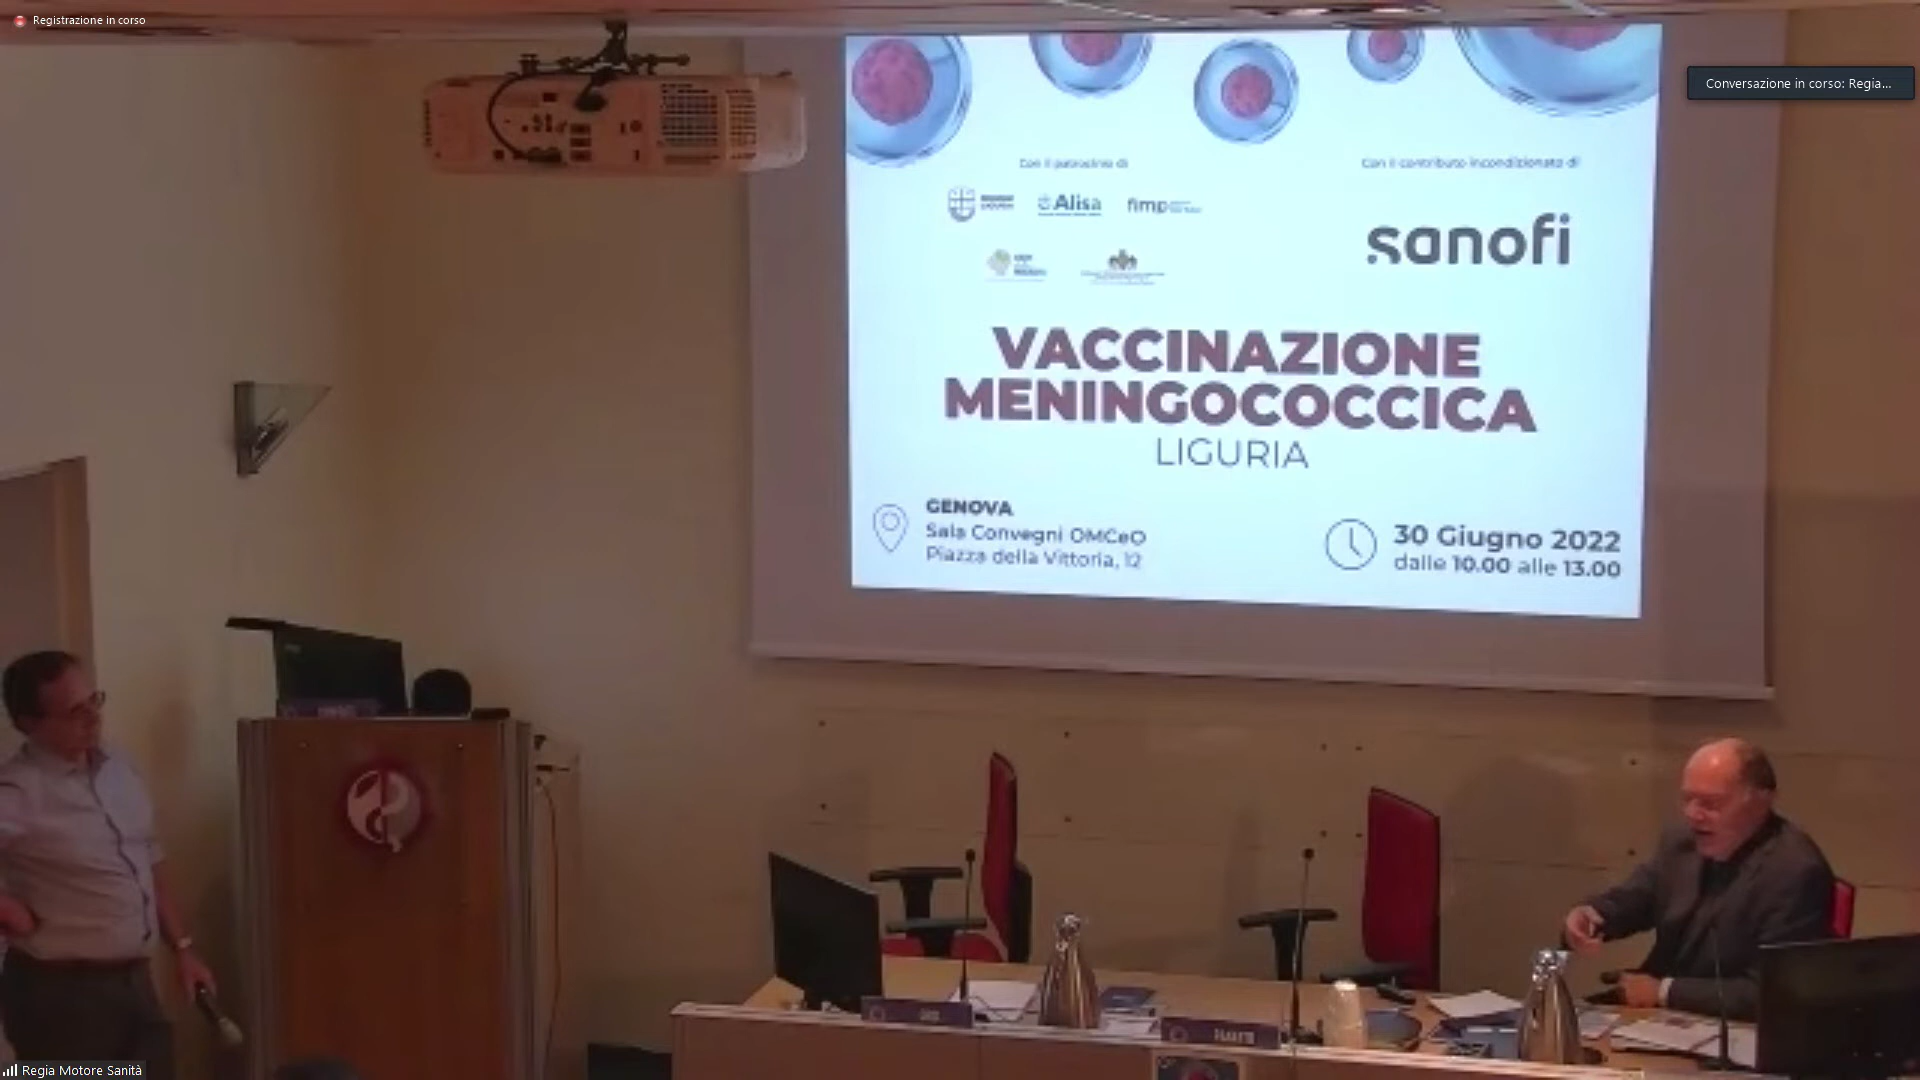 Registrazione in corso
Conversazione in corso: Regia...
Con il patrocinio di
Con il contributo incondizionato di
Alisa
fimp
sanofi
VACCINAZIONE
MENINGOCOCCICA
LIGURIA
GENOVA
Sala Convegni OMCeO
Piazza della Vittoria, 12
30 Giugno 2022
dalle 10.00 alle 13.00
Regia Motore Sanità